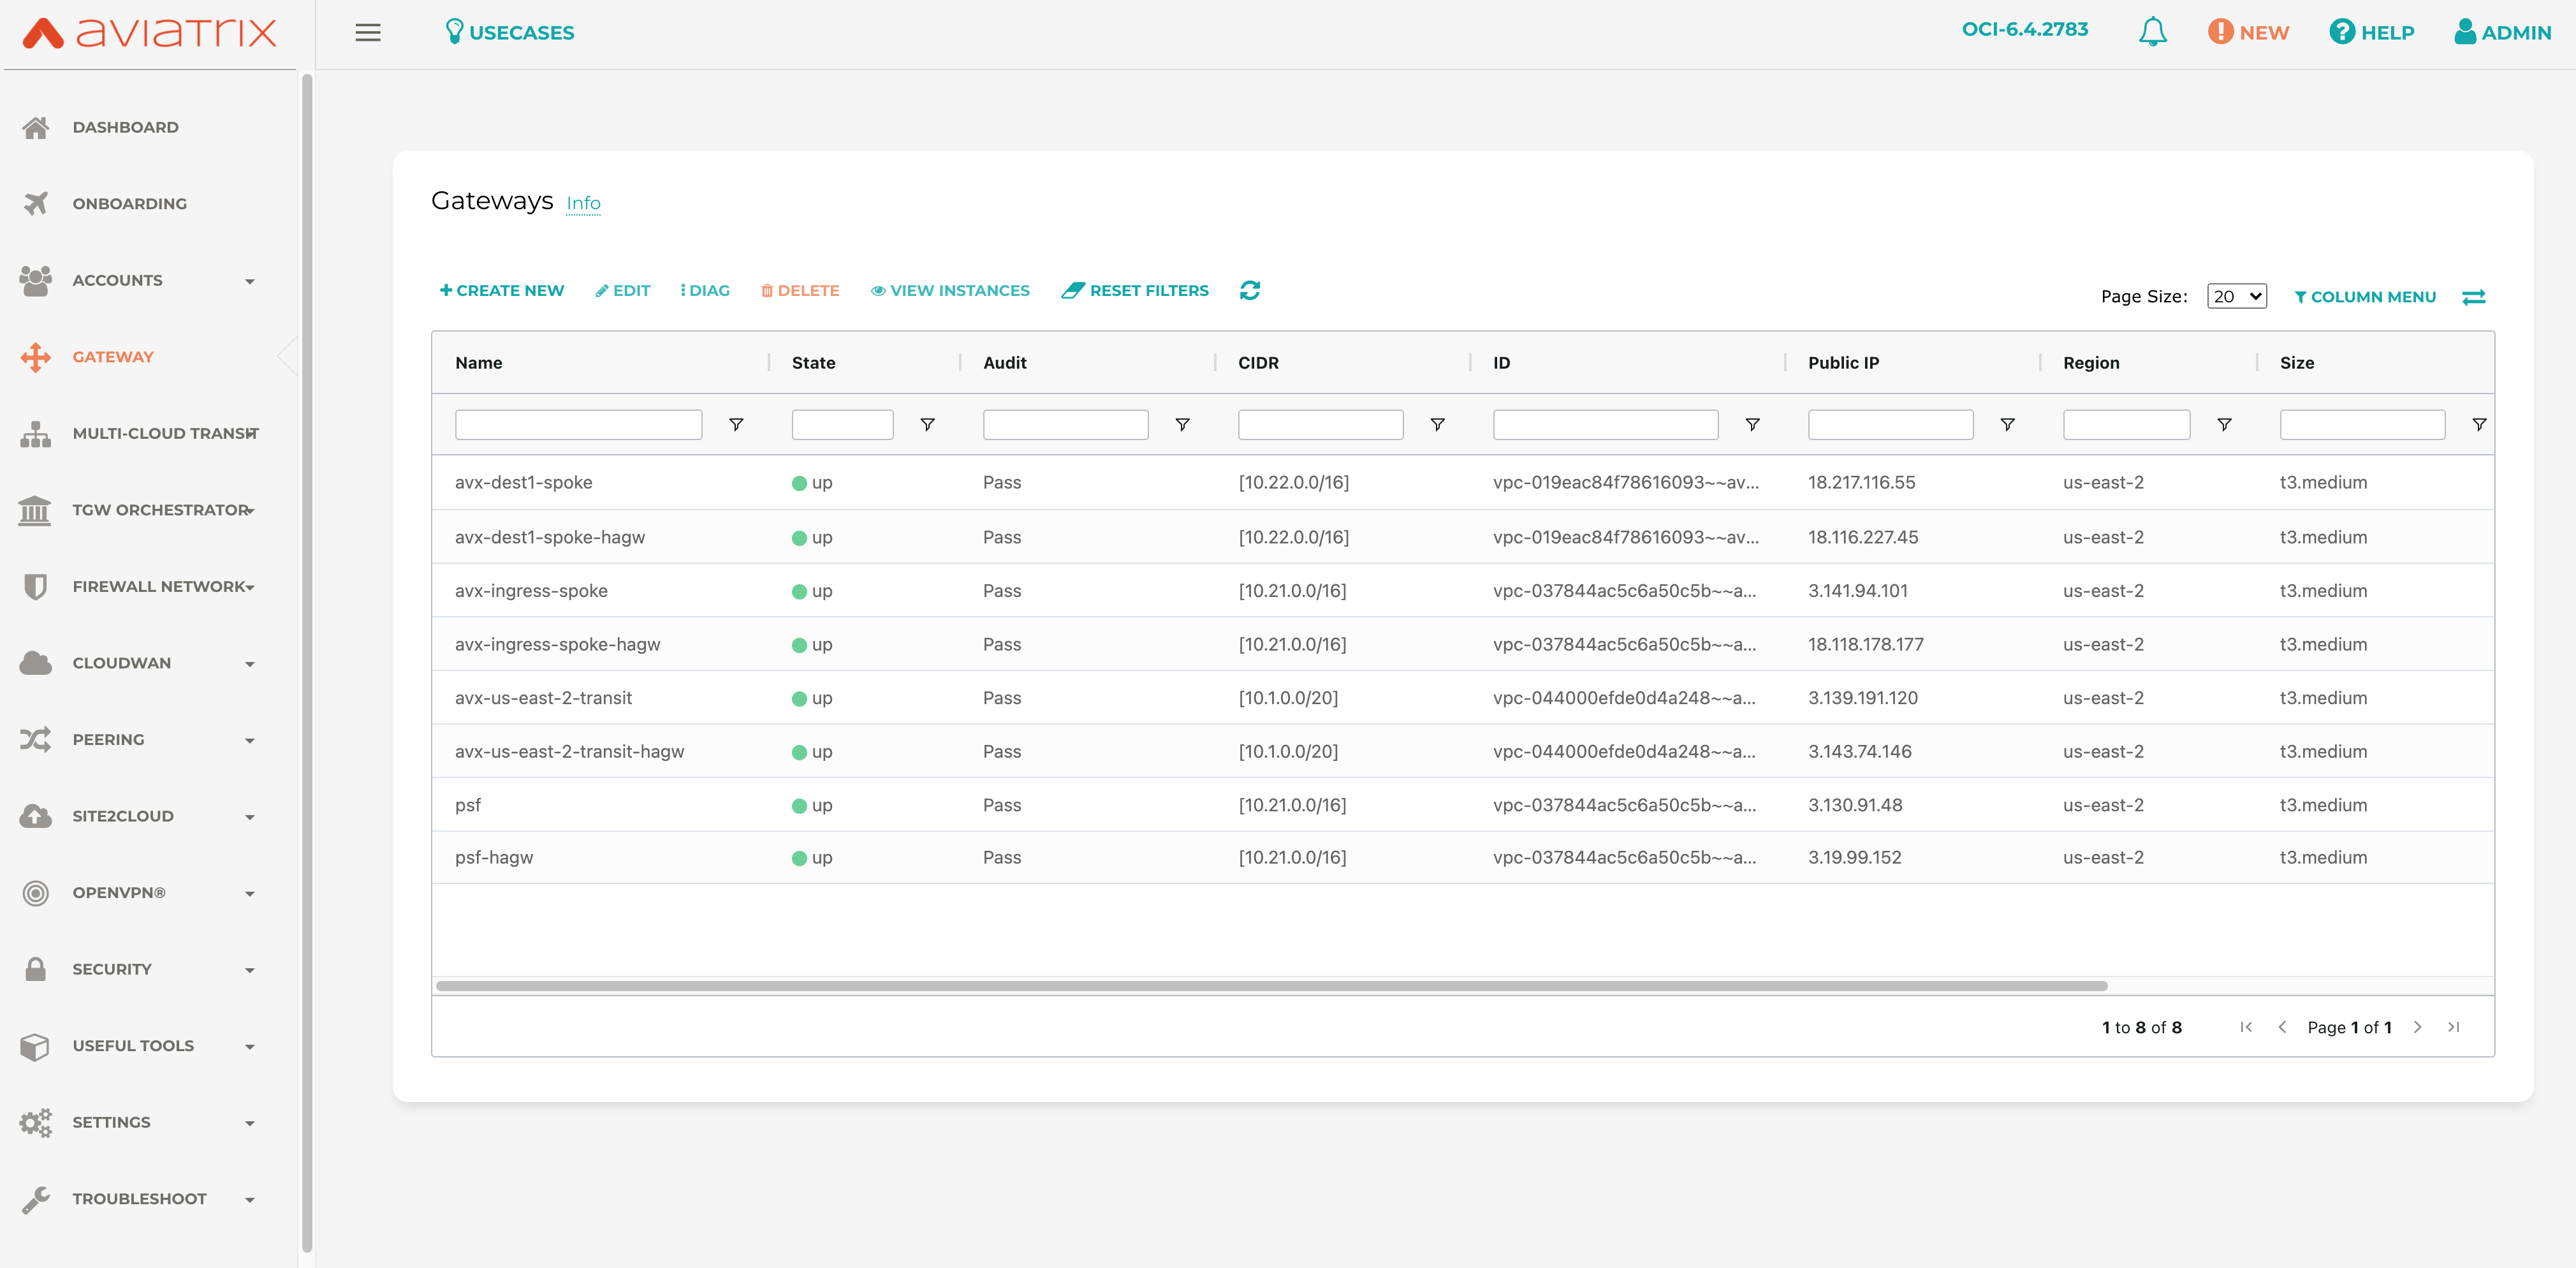 aviatrix
USECASES
OCI-6.4.2783
NEW
HELP
ADMIN
DASHBOARD
ONBOARDING
ACCOUNTS
GATEWAY
MULTI-CLOUD TRANSIT
TGW ORCHESTRATOR
FIREWALL NETWORK
CLOUDWAN
PEERING
SITE2CLOUD
OPENVPN®
SECURITY
USEFUL TOOLS
SETTINGS
TROUBLESHOOT
Gateways Info
+ CREATE NEW EDIT DIAG DELETE VIEW INSTANCES RESET FILTERS
Page Size: 20 COLUMN MENU
Name State Audit CIDR ID Public IP Region Size
avx-dest1-spoke up Pass [10.22.0.0/16] vpc-019eac84f78616093~~av... 18.217.116.55 us-east-2 t3.medium
avx-dest1-spoke-hagw up Pass [10.22.0.0/16] vpc-019eac84f78616093~~av... 18.116.227.45 us-east-2 t3.medium
avx-ingress-spoke up Pass [10.21.0.0/16] vpc-037844ac5c6a50c5b~~a... 3.141.94.101 us-east-2 t3.medium
avx-ingress-spoke-hagw up Pass [10.21.0.0/16] vpc-037844ac5c6a50c5b~~a... 18.118.178.177 us-east-2 t3.medium
avx-us-east-2-transit up Pass [10.1.0.0/20] vpc-044000efde0d4a248~~a... 3.139.191.120 us-east-2 t3.medium
avx-us-east-2-transit-hagw up Pass [10.1.0.0/20] vpc-044000efde0d4a248~~a... 3.143.74.146 us-east-2 t3.medium
psf up Pass [10.21.0.0/16] vpc-037844ac5c6a50c5b~~a... 3.130.91.48 us-east-2 t3.medium
psf-hagw up Pass [10.21.0.0/16] vpc-037844ac5c6a50c5b~~a... 3.19.99.152 us-east-2 t3.medium
1 to 8 of 8 Page 1 of 1